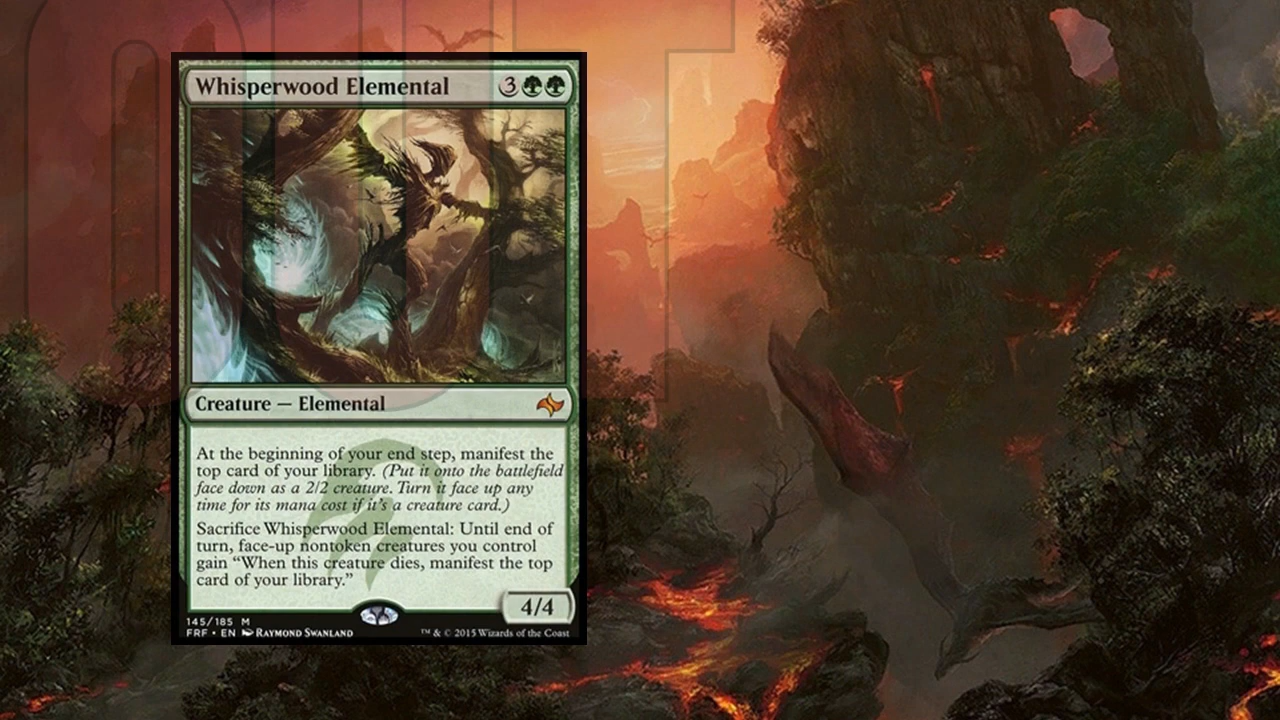 OUT
Whisperwood Elemental 3
Creature — Elemental
At the beginning of your end step, manifest the
top card of your library. (Put it onto the battlefield
face down as a 2/2 creature. Turn it face up any
time for its mana cost if it's a creature card.)
Sacrifice Whisperwood Elemental: Until end of
turn, face-up nontoken creatures you control
gain “When this creature dies, manifest the top
card of your library.”
4/4
145/185 M
FRF • EN Raymond Swanland ™ & © 2015 Wizards of the Coast